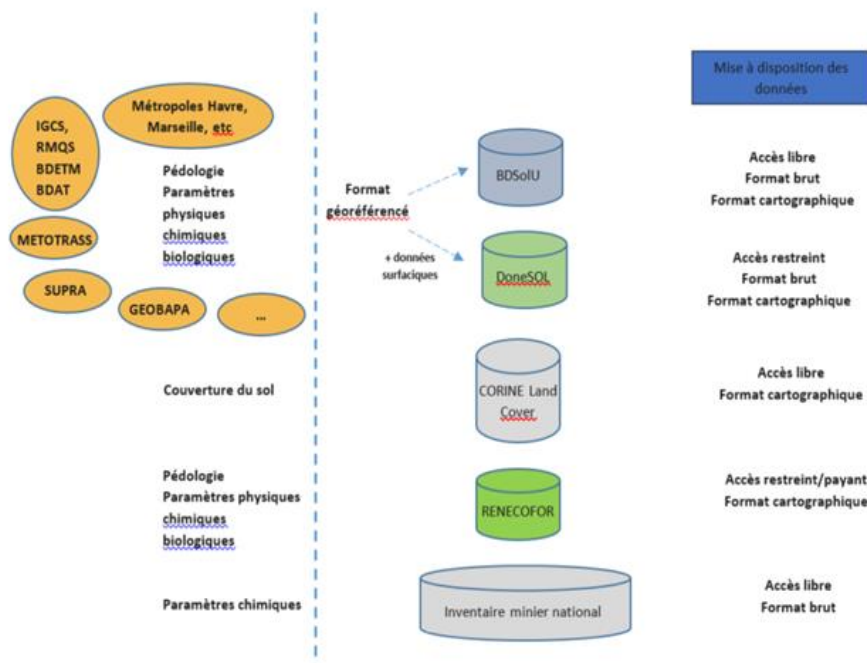 Mise à disposition des
données
Métropoles Havre,
Marseille, etc
IGCS,
RMQS
BDETM
BDAT
METOTRASS
SUPRA
GEOBAPA
...
Pédologie
Paramètres
physiques
chimiques
biologiques
Format
géoréférencé
+ données
surfaciques
BDSolU
Accès libre
Format brut
Format cartographique
DoneSOL
Accès restreint
Format brut
Format cartographique
Couverture du sol
CORINE Land
Cover
Accès libre
Format cartographique
Pédologie
Paramètres physiques
chimiques
biologiques
RENECOFOR
Accès restreint/payant
Format cartographique
Paramètres chimiques
Inventaire minier national
Accès libre
Format brut